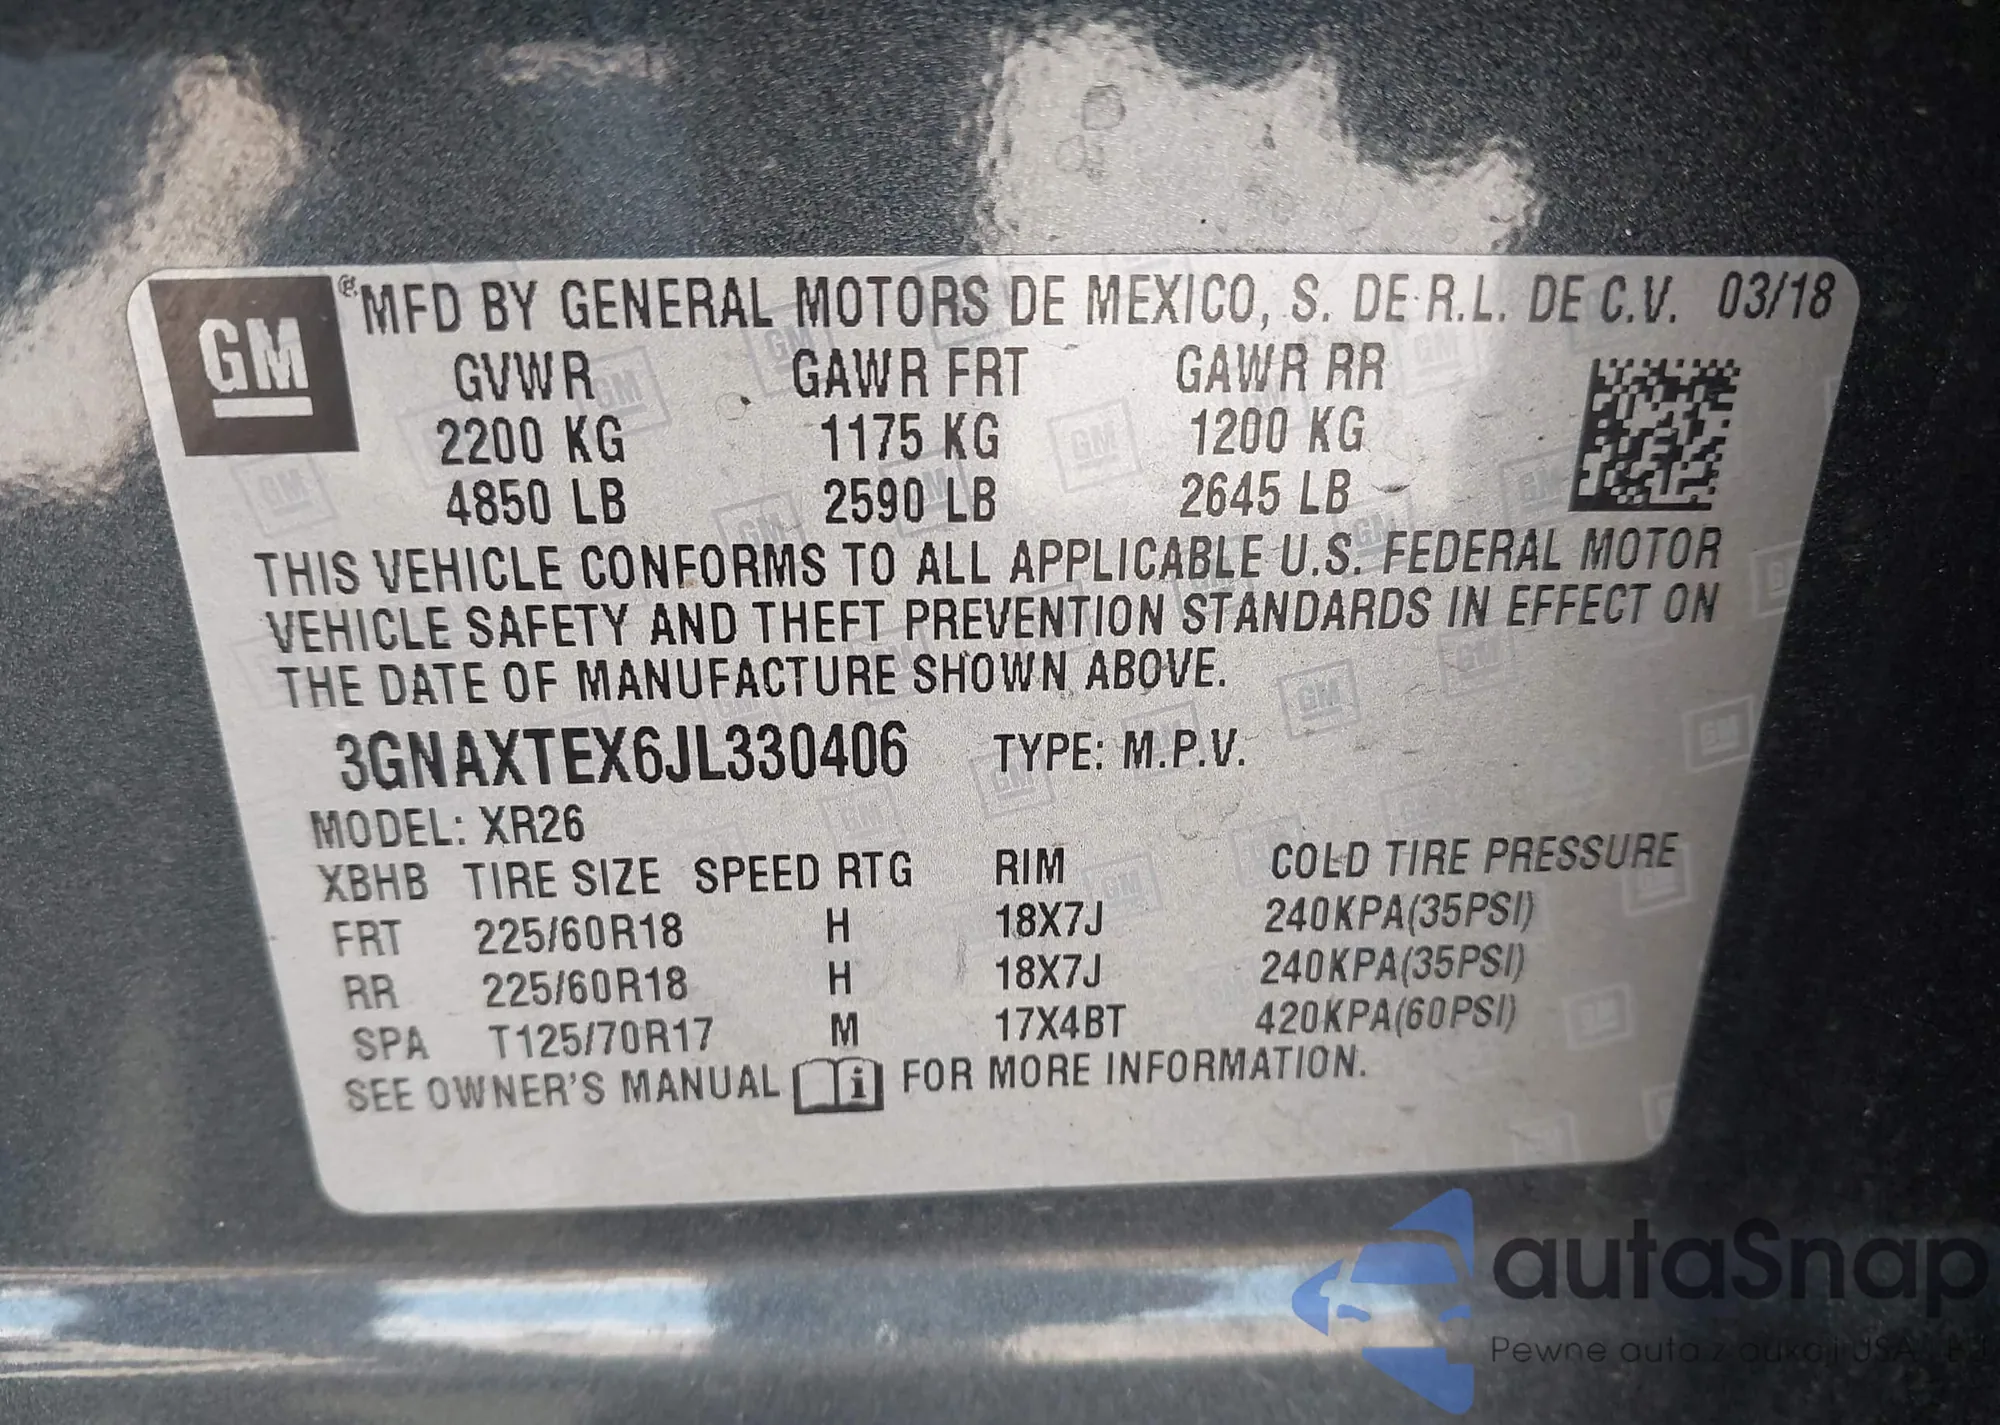 GM
®MFD BY GENERAL MOTORS DE MEXICO, S. DE R.L. DE C.V. 03/18
GVWR GAWR FRT GAWR RR
2200 KG 1175 KG 1200 KG
4850 LB 2590 LB 2645 LB
THIS VEHICLE CONFORMS TO ALL APPLICABLE U.S. FEDERAL MOTOR
VEHICLE SAFETY AND THEFT PREVENTION STANDARDS IN EFFECT ON
THE DATE OF MANUFACTURE SHOWN ABOVE.
3GNAXTEX6JL330406 TYPE: M.P.V.
MODEL: XR26
XBHB TIRE SIZE SPEED RTG RIM COLD TIRE PRESSURE
FRT 225/60R18 H 18X7J 240KPA(35PSI)
RR 225/60R18 H 18X7J 240KPA(35PSI)
SPA T125/70R17 M 17X4BT 420KPA(60PSI)
SEE OWNER'S MANUAL i FOR MORE INFORMATION.
autaSnap
Pewne auta z aukcji USA